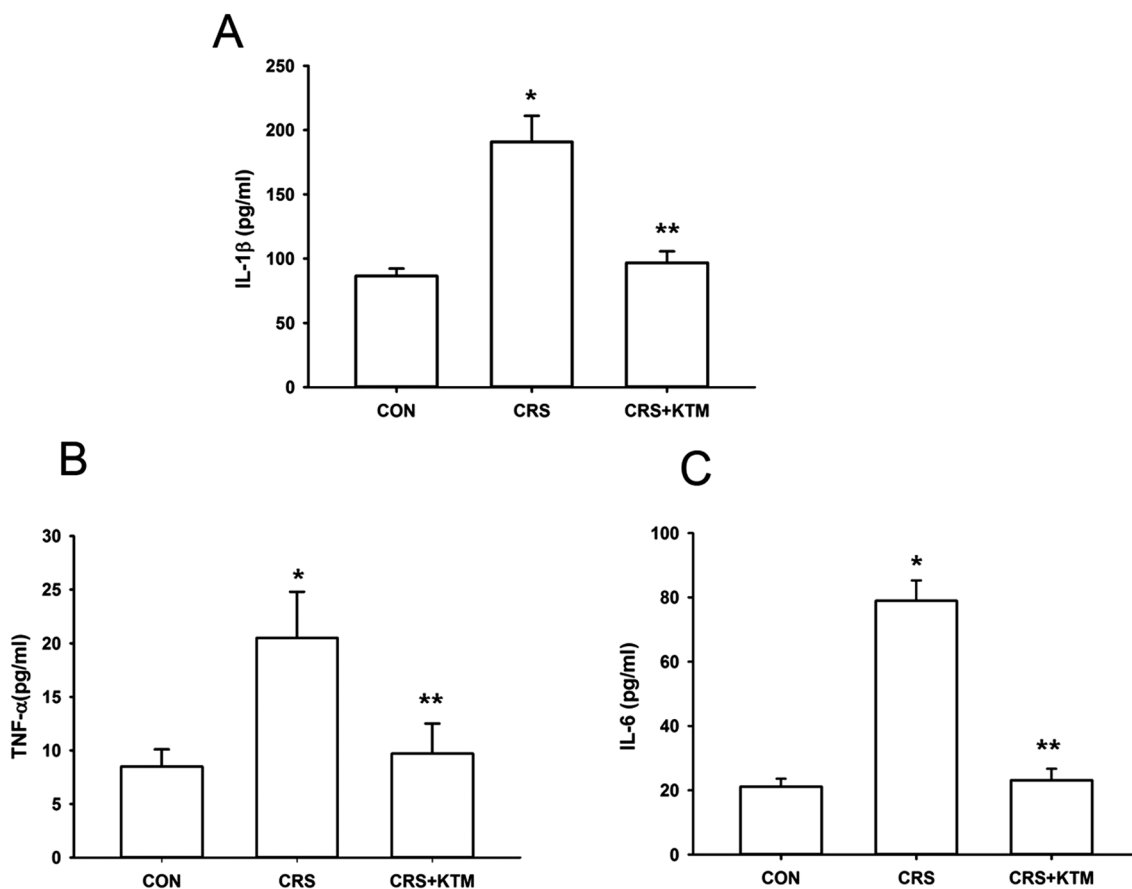 A
IL-1β (pg/ml)
250
200
150
100
50
0
*
**
CON CRS CRS+KTM
B
TNF-α(pg/ml)
30
25
20
15
10
5
0
*
**
CON CRS CRS+KTM
C
IL-6 (pg/ml)
100
80
60
40
20
0
*
**
CON CRS CRS+KTM